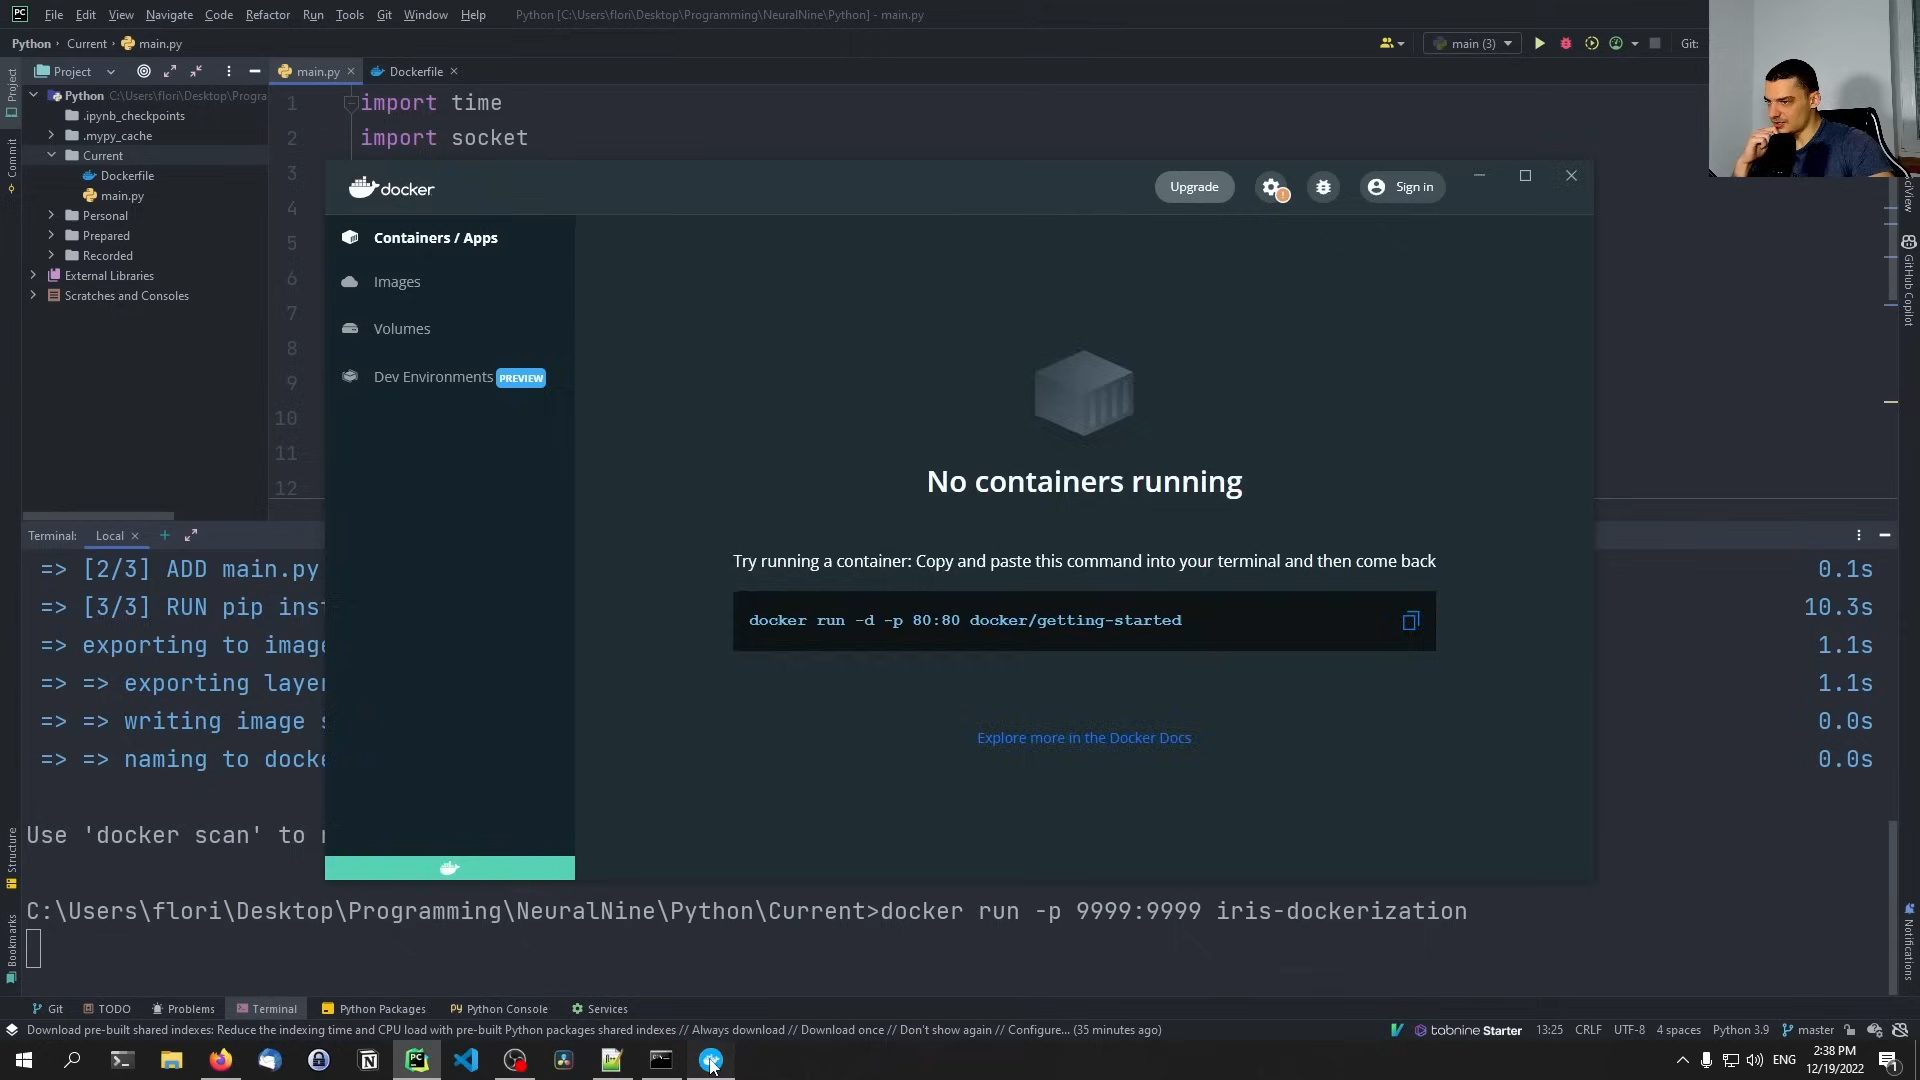 File Edit View Navigate Code Refactor Run Tools Git Window Help Python [C:\Users\flori\Desktop\Programming\NeuralNine\Python] - main.py
Python Current main.py main (3) Git:
Project main.py Dockerfile
Python C:\Users\flori\Desktop\Progra
.ipynb_checkpoints
.mypy_cache
Current
Dockerfile
main.py
Personal
Prepared
Recorded
External Libraries
Scratches and Consoles
Project
Commit
Structure
Bookmarks
1 import time
2 import socket
3
4
5
6
7
8
9
10
11
12
docker Upgrade Sign in
Containers / Apps
Images
Volumes
Dev Environments PREVIEW
No containers running
Try running a container: Copy and paste this command into your terminal and then come back
docker run -d -p 80:80 docker/getting-started
Explore more in the Docker Docs
GitHub Copilot
Notifications
Terminal: Local
=> [2/3] ADD main.py 0.1s
=> [3/3] RUN pip 10.3s
=> exporting to 1.1s
=> => exporting 1.1s
=> => writing image 0.0s
=> => naming to 0.0s
Use 'docker scan' to
C:\Users\flori\Desktop\Programming\NeuralNine\Python\Current>docker run -p 9999:9999 iris-dockerization
Git TODO Problems Terminal Python Packages Python Console Services
Download pre-built shared indexes: Reduce the indexing time and CPU load with pre-built Python packages shared indexes // Always download // Download once // Don't show again // Configure... (35 minutes ago) tabnine Starter 13:25 CRLF UTF-8 4 spaces Python 3.9 master
ENG 2:38 PM
12/19/2022